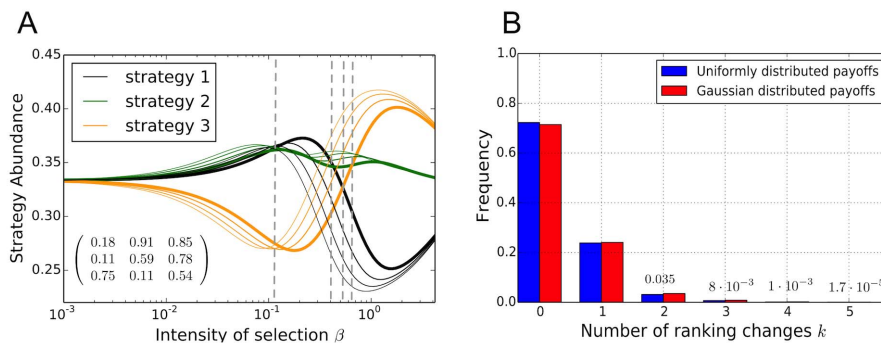 A
B
0.45
0.40
0.35
0.30
0.25
Strategy Abundance
strategy 1
strategy 2
strategy 3
0.18 0.91 0.85
0.11 0.59 0.78
0.75 0.11 0.54
10⁻³ 10⁻² 10⁻¹ 10⁰
Intensity of selection β
1.0
0.8
0.6
0.4
0.2
0.0
Frequency
Uniformly distributed payoffs
Gaussian distributed payoffs
0.035 8 · 10⁻³ 1 · 10⁻³ 1.7 · 10⁻⁵
0 1 2 3 4 5
Number of ranking changes k